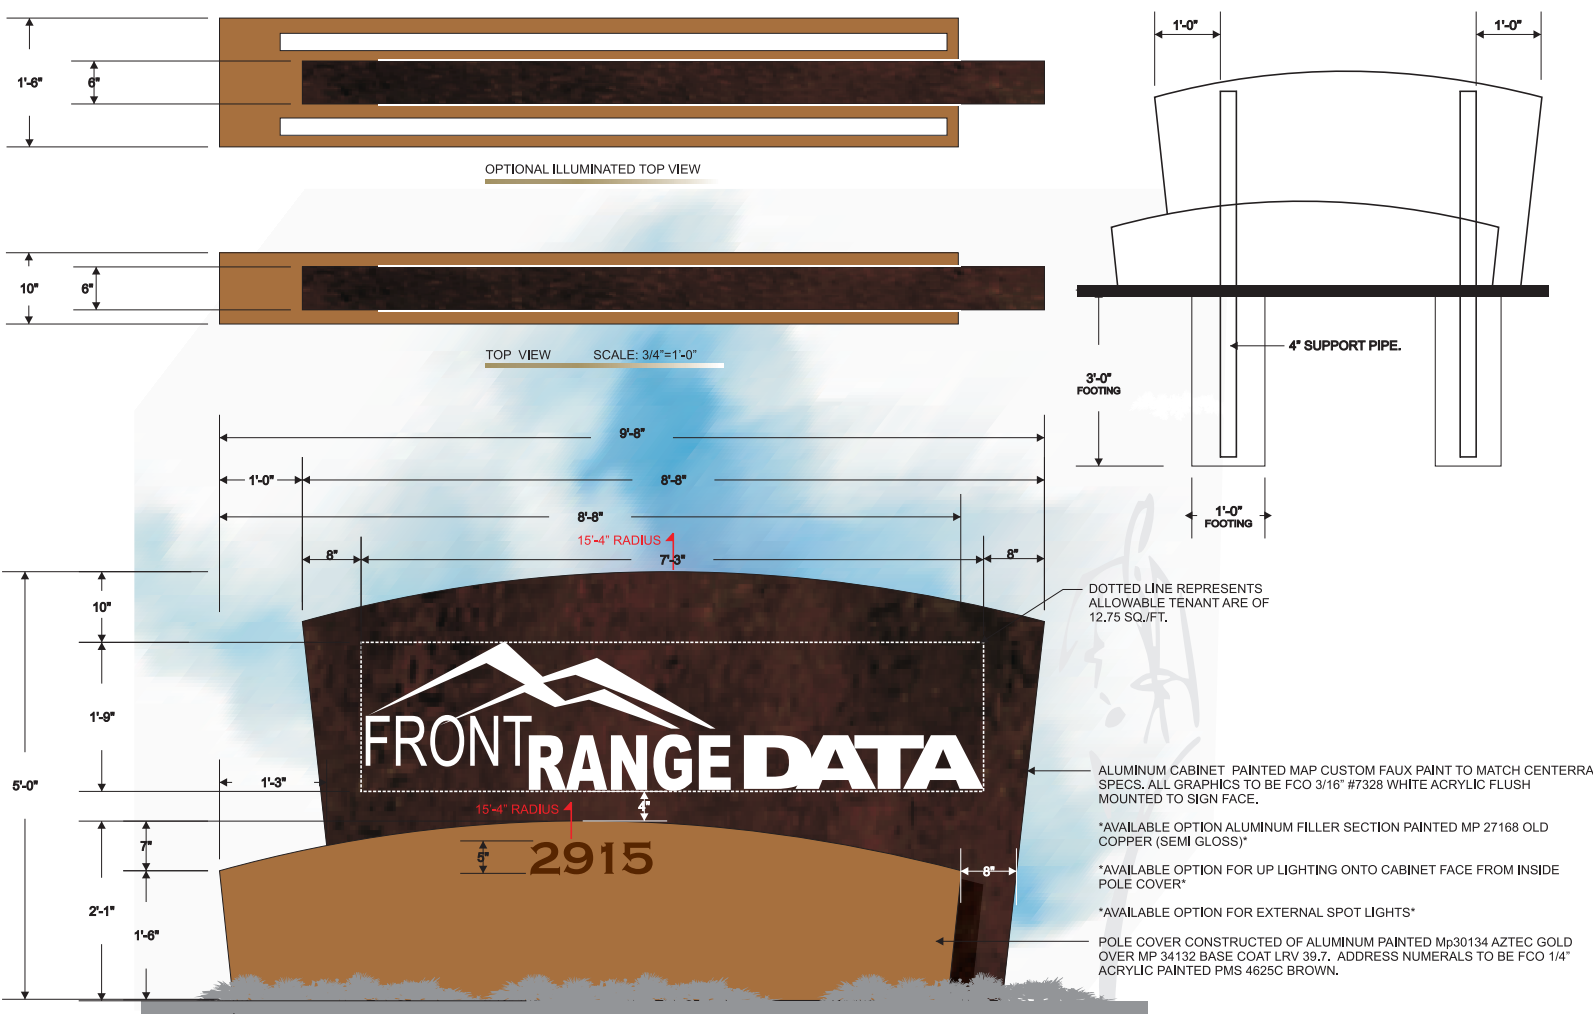 1'-6"
6"
OPTIONAL ILLUMINATED TOP VIEW
1'-0"
1'-0"
10"
6"
TOP VIEW SCALE: 3/4"=1'-0"
4" SUPPORT PIPE.
3'-0"
FOOTING
1'-0"
FOOTING
9'-8"
1'-0"
8'-8"
8'-8"
15'-4" RADIUS
8"
7'-3"
8"
DOTTED LINE REPRESENTS
ALLOWABLE TENANT ARE OF
12.75 SQ./FT.
10"
1'-9"
5'-0"
1'-3"
FRONT RANGE DATA
15'-4" RADIUS
4"
7"
5"
2915
8"
2'-1"
1'-6"
ALUMINUM CABINET PAINTED MAP CUSTOM FAUX PAINT TO MATCH CENTERRA
SPECS. ALL GRAPHICS TO BE FCO 3/16" #7328 WHITE ACRYLIC FLUSH
MOUNTED TO SIGN FACE.
*AVAILABLE OPTION ALUMINUM FILLER SECTION PAINTED MP 27168 OLD
COPPER (SEMI GLOSS)*
*AVAILABLE OPTION FOR UP LIGHTING ONTO CABINET FACE FROM INSIDE
POLE COVER*
*AVAILABLE OPTION FOR EXTERNAL SPOT LIGHTS*
POLE COVER CONSTRUCTED OF ALUMINUM PAINTED Mp30134 AZTEC GOLD
OVER MP 34132 BASE COAT LRV 39.7. ADDRESS NUMERALS TO BE FCO 1/4"
ACRYLIC PAINTED PMS 4625C BROWN.